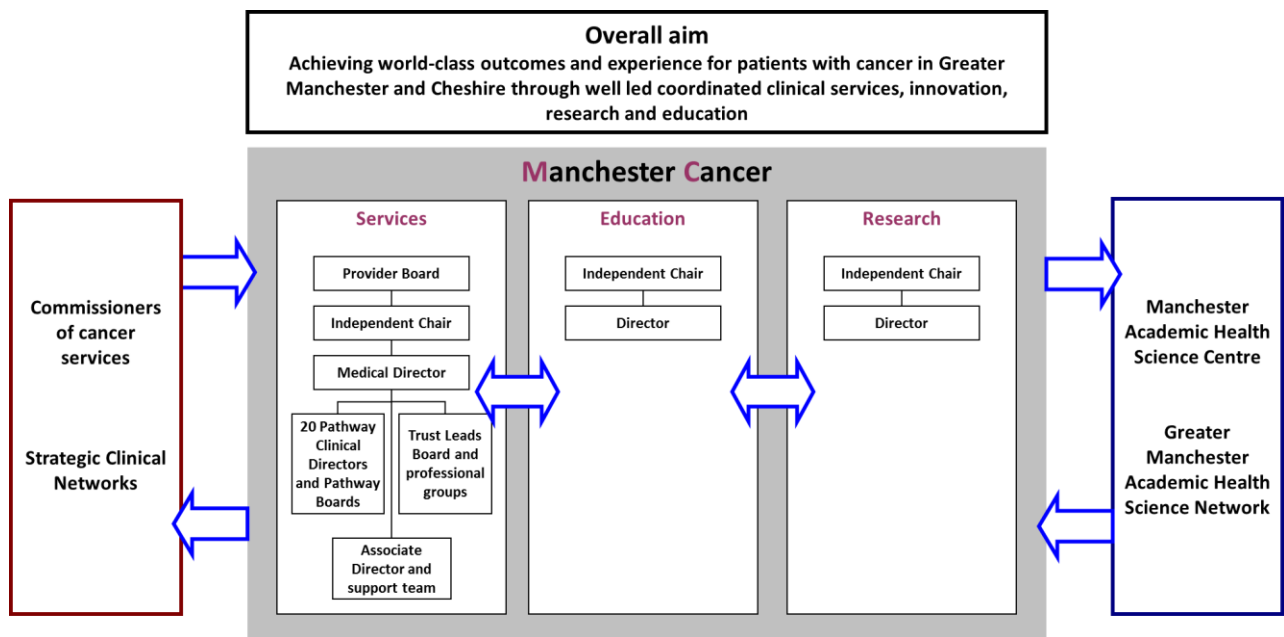 Overall aim
Achieving world-class outcomes and experience for patients with cancer in Greater
Manchester and Cheshire through well led coordinated clinical services, innovation,
research and education
Manchester Cancer
Commissioners
of cancer
services
Strategic Clinical
Networks
Services
Provider Board
Independent Chair
Medical Director
20 Pathway
Clinical
Directors
and Pathway
Boards
Trust Leads
Board and
professional
groups
Associate
Director and
support team
Education
Independent Chair
Director
Research
Independent Chair
Director
Manchester
Academic Health
Science Centre
Greater
Manchester
Academic Health
Science Network